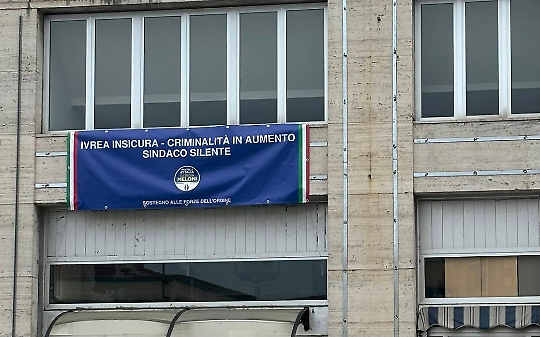 IVREA INSICURA - CRIMINALITÀ IN AUMENTO
SINDACO SILENTE
MELONI
SOSTEGNO ALLE FORZE DELL'ORDINE